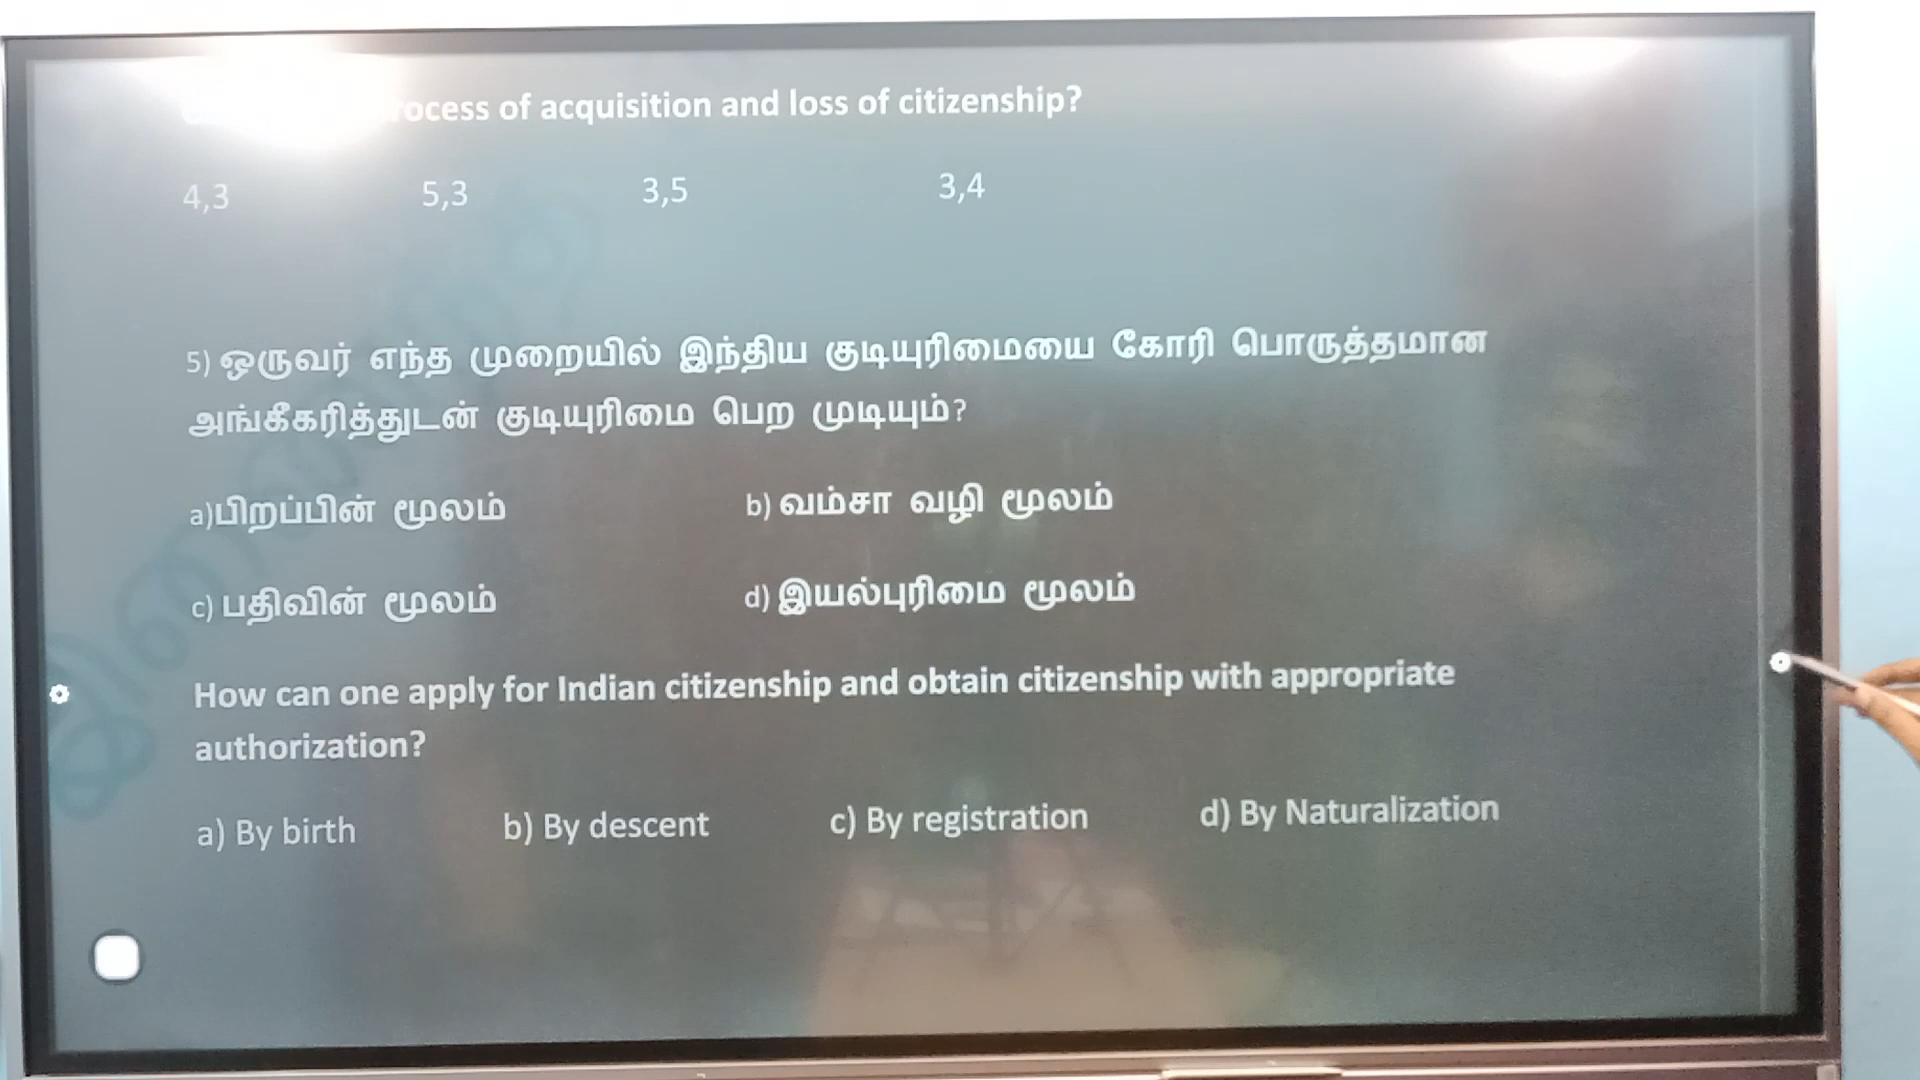 of acquisition and loss of citizenship?
4,3 5,3 3,5 3,4
5) ஒருவர் எந்த முறையில் இந்திய குடியுரிமையை கோரி பொருத்தமான
அங்கீகரித்துடன் குடியுரிமை பெற முடியும்?
a)பிறப்பின் மூலம் b) வம்சா வழி மூலம்
c) பதிவின் மூலம் d) இயல்புரிமை மூலம்
How can one apply for Indian citizenship and obtain citizenship with appropriate
authorization?
a) By birth b) By descent c) By registration d) By Naturalization